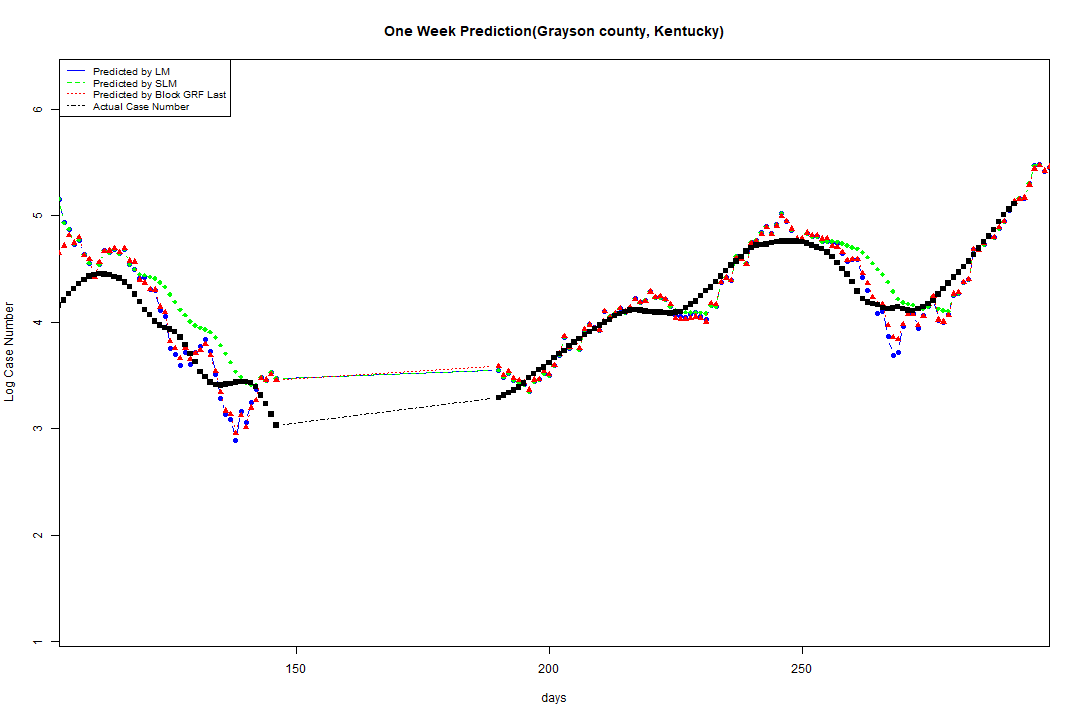 One Week Prediction(Grayson county, Kentucky)
Predicted by LM
Predicted by SLM
Predicted by Block GRF Last
Actual Case Number
6
5
4
3
2
1
Log Case Number
150
200
250
days